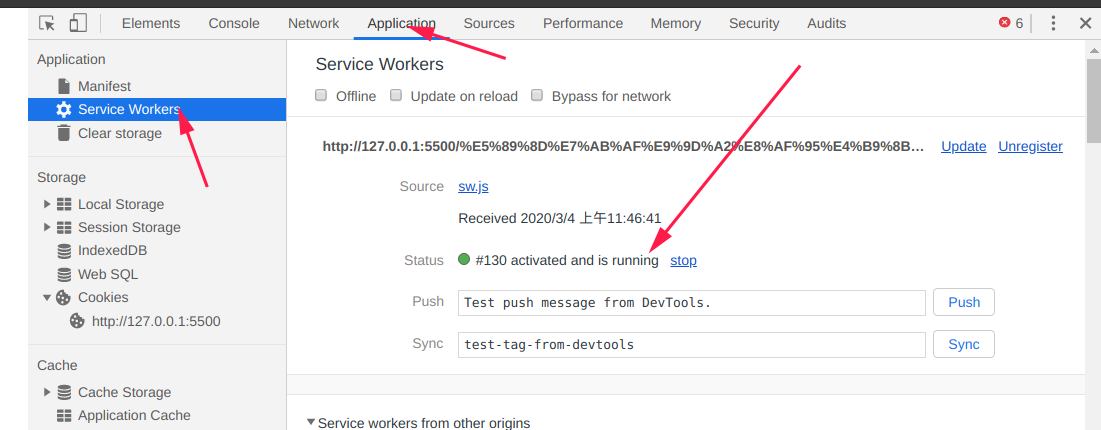 Elements Console Network Application Sources Performance Memory Security Audits 6
Application
Manifest
Service Workers
Clear storage
Storage
Local Storage
Session Storage
IndexedDB
Web SQL
Cookies
http://127.0.0.1:5500
Cache
Cache Storage
Application Cache
Service Workers
Offline Update on reload Bypass for network
http://127.0.0.1:5500/%E5%89%8D%E7%AB%AF%E9%9D%A2%E8%AF%95%E4%B9%8B... Update Unregister
Source sw.js
Received 2020/3/4 上午11:46:41
Status #130 activated and is running stop
Push Test push message from DevTools. Push
Sync test-tag-from-devtools Sync
Service workers from other origins